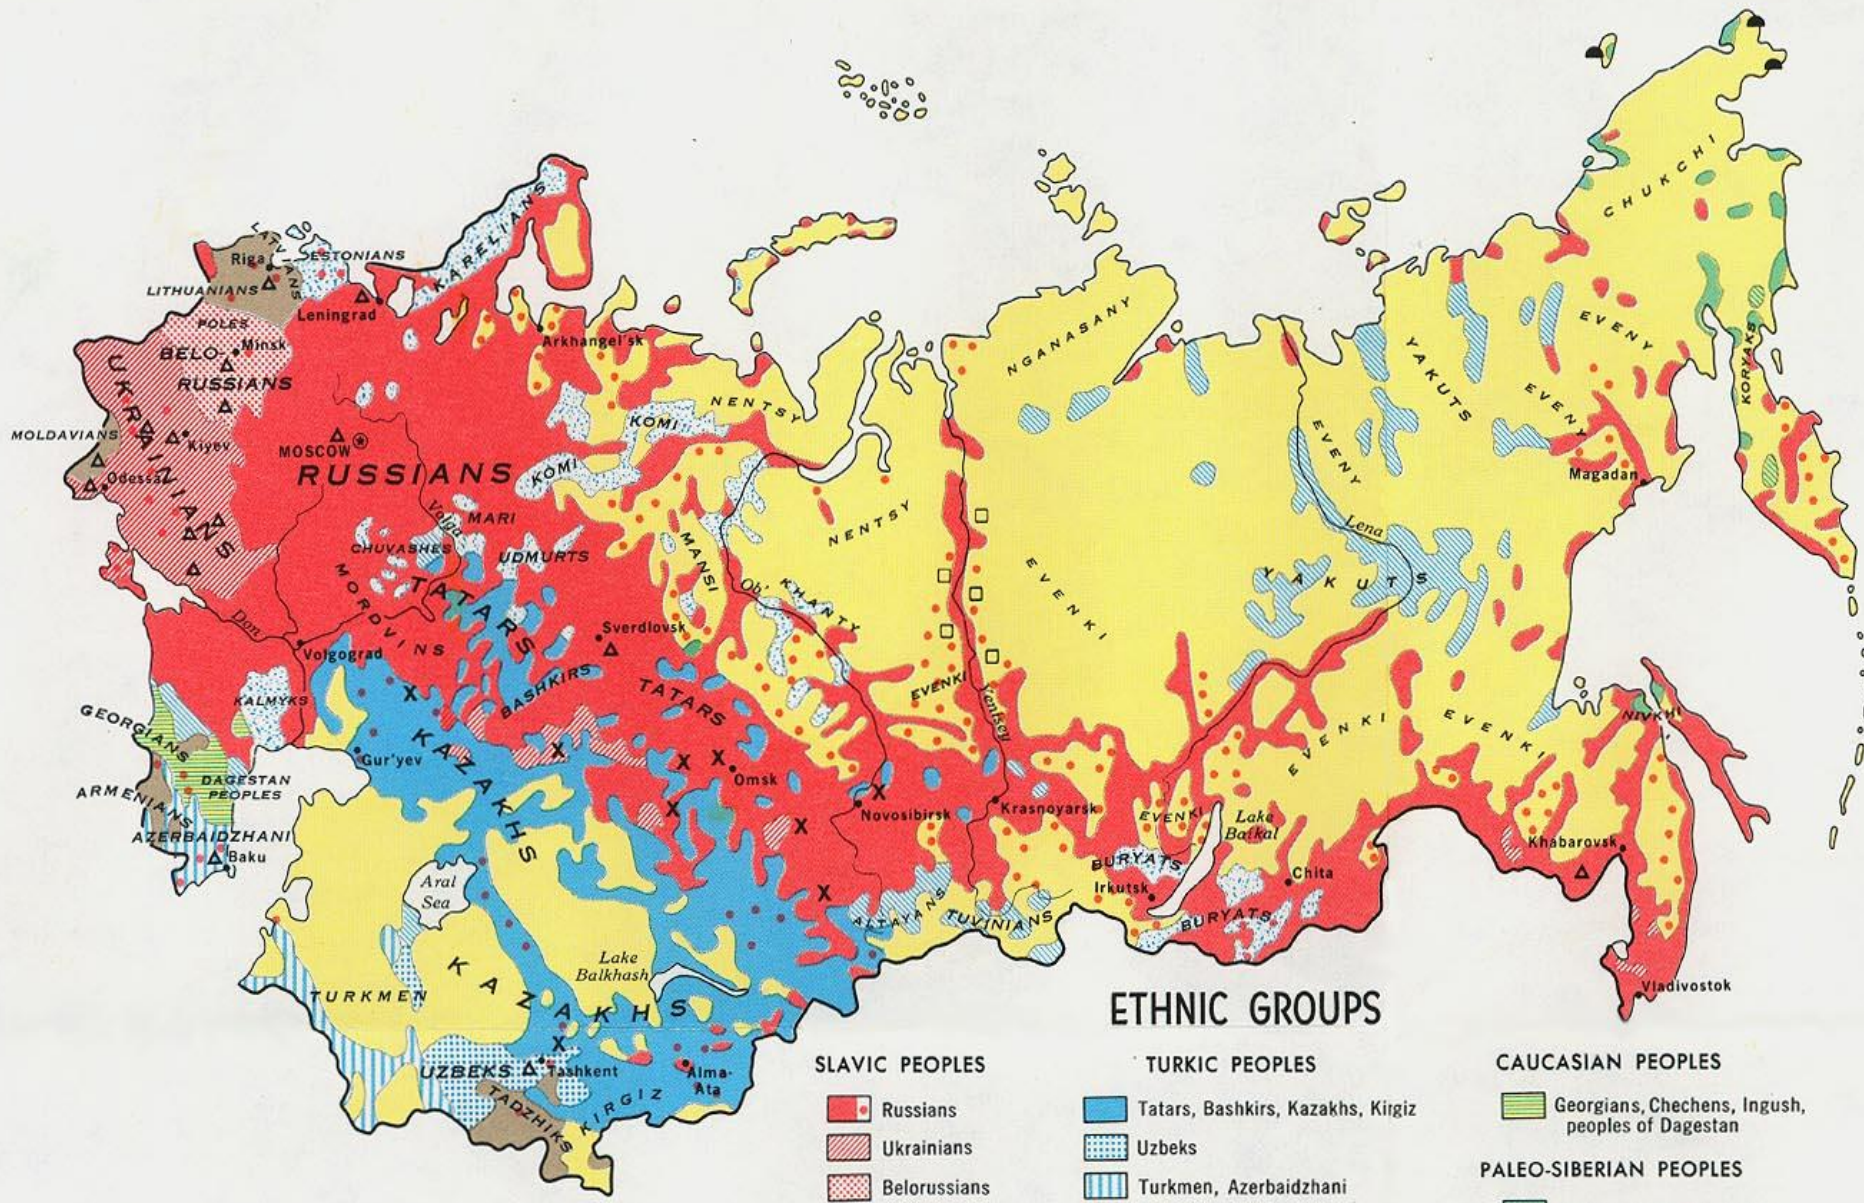 CHUKCHI
LATVIANS
Riga
ESTONIANS
KARELIANS
LITHUANIANS
Leningrad
POLES
Minsk
BELO-
RUSSIANS
UKRAINIANS
Arkhangel'sk
NGANASANY
YAKUTS
EVENY
KORYAKS
NENTSY
KOMI
EVENY
MOLDAVIANS
Kiyev
MOSCOW
RUSSIANS
KOMI
EVENY
Magadan
Odessa
Volga
MARI
NENTSY
Lena
CHUVASHES
UDMURTS
MANSI
MORDVINS
TATARS
Ob'
KHANTY
EVENKI
YAKUTS
Don
Sverdlovsk
Volgograd
BASHKIRS
TATARS
EVENKI
Yenisey
KALMYKS
GEORGIANS
EVENKI
EVENKI
NIVKHI
KAZAKHS
Gur'yev
DAGESTAN
PEOPLES
Omsk
ARMENIANS
Novosibirsk
Krasnoyarsk
EVENKI
Lake
Baikal
AZERBAIDZHANI
Baku
Khabarovsk
BURYATS
Irkutsk
Chita
Aral
Sea
ALTAYANS
TUVINIANS
BURYATS
KAZAKHS
Lake
Balkhash
TURKMEN
Vladivostok
UZBEKS
Tashkent
Alma-
Ata
TADZHIKS
KIRGIZ
X
X
X
X
X
X
X
X
X
ETHNIC GROUPS
SLAVIC PEOPLES
Russians
Ukrainians
Belorussians
TURKIC PEOPLES
Tatars, Bashkirs, Kazakhs, Kirgiz
Uzbeks
Turkmen, Azerbaidzhani
CAUCASIAN PEOPLES
Georgians, Chechens, Ingush,
peoples of Dagestan
PALEO-SIBERIAN PEOPLES